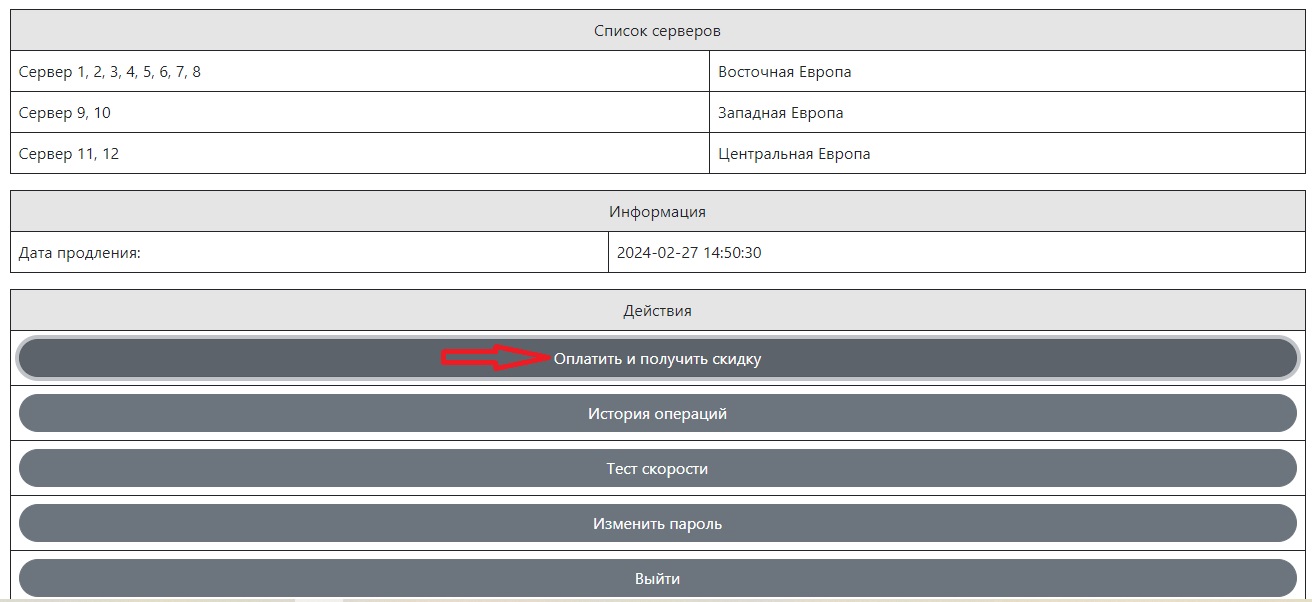 Список серверов
Сервер 1, 2, 3, 4, 5, 6, 7, 8 Восточная Европа
Сервер 9, 10 Западная Европа
Сервер 11, 12 Центральная Европа
Информация
Дата продления: 2024-02-27 14:50:30
Действия
Оплатить и получить скидку
История операций
Тест скорости
Изменить пароль
Выйти